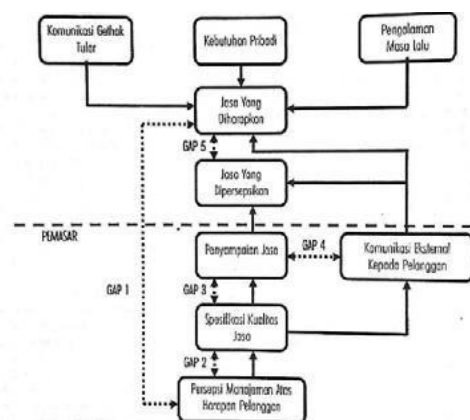 Komunikasi Gethok
Tular
Kebutuhan Pribadi
Pengalaman
Masa Lalu
Jasa Yang
Diharapkan
GAP 5
Jasa Yang
Dipersepsikan
PEMASAR
Penyampaian Jasa
GAP 4
Komunikasi Eksternal
Kepada Pelanggan
GAP 1
GAP 3
Spesifikasi Kualitas
Jasa
GAP 2
Persepsi Manajemen Atas
Harapan Pelanggan